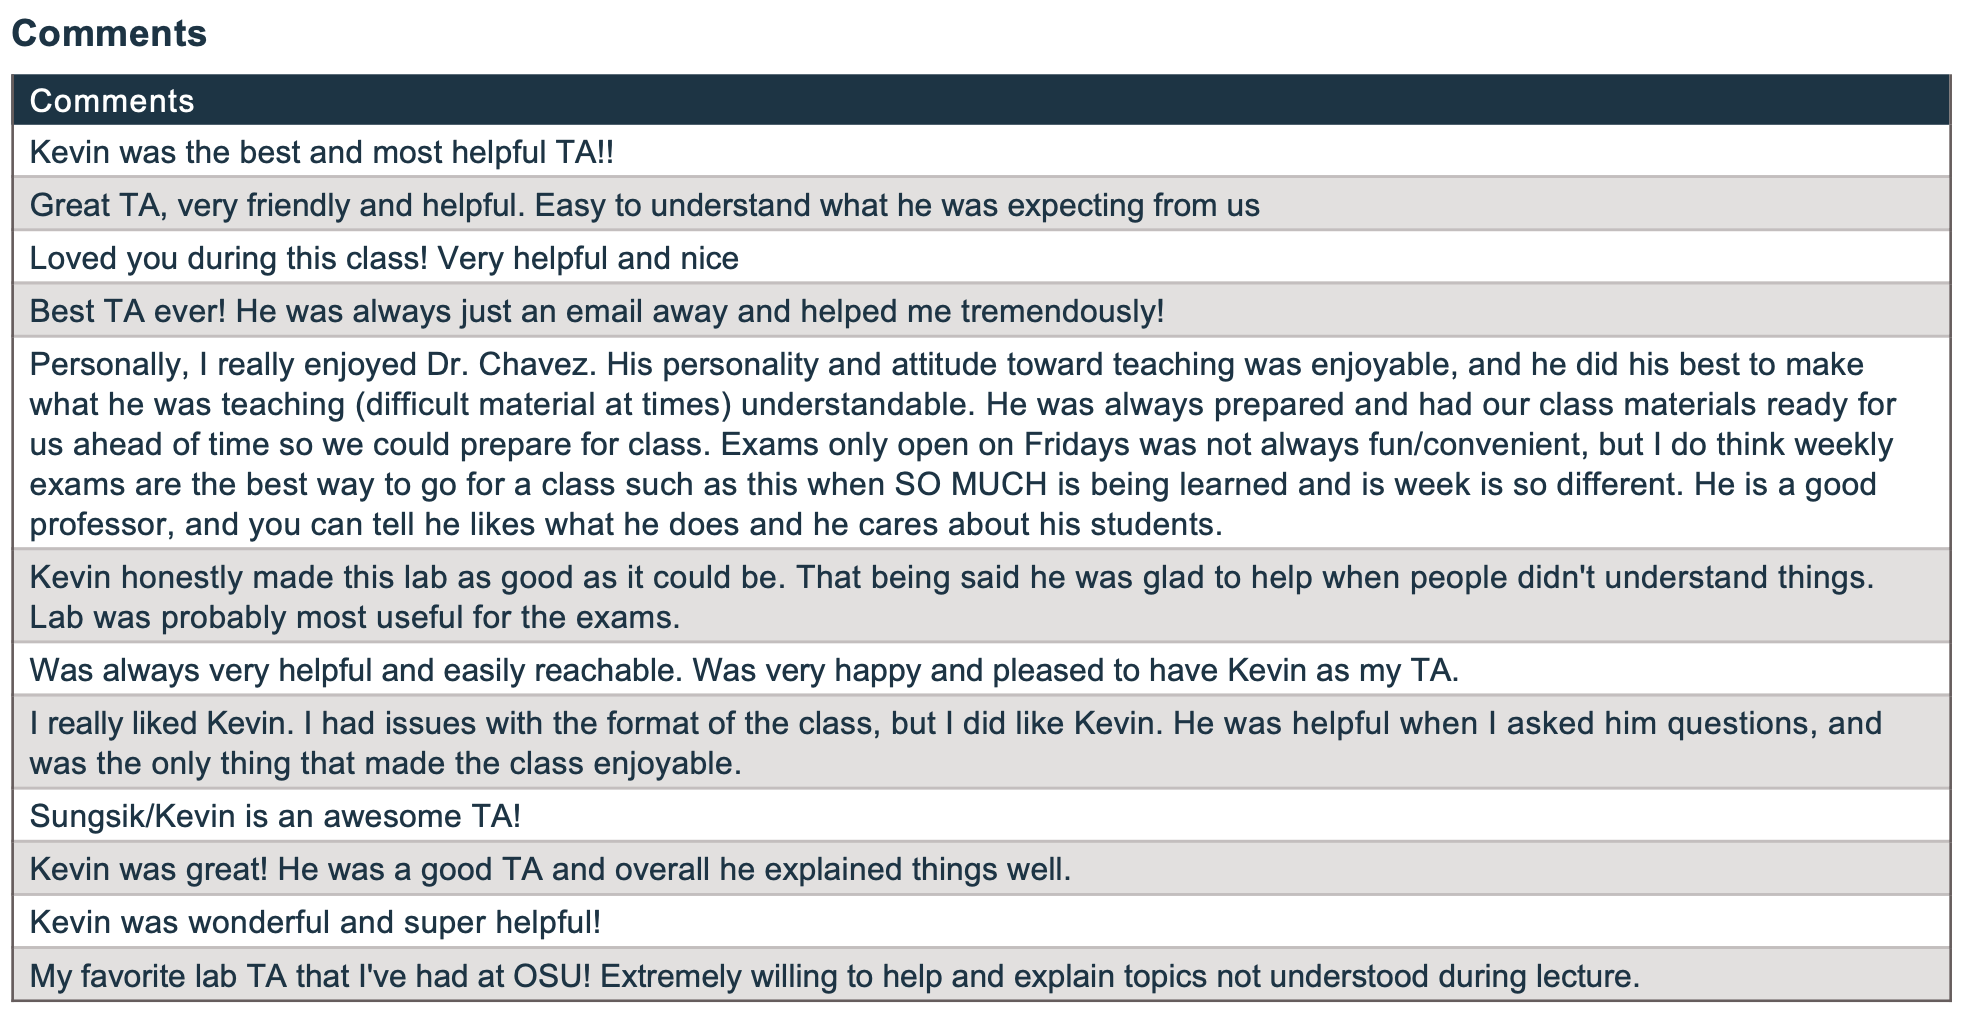 Comments
Comments
Kevin was the best and most helpful TA!!
Great TA, very friendly and helpful. Easy to understand what he was expecting from us
Loved you during this class! Very helpful and nice
Best TA ever! He was always just an email away and helped me tremendously!
Personally, I really enjoyed Dr. Chavez. His personality and attitude toward teaching was enjoyable, and he did his best to make
what he was teaching (difficult material at times) understandable. He was always prepared and had our class materials ready for
us ahead of time so we could prepare for class. Exams only open on Fridays was not always fun/convenient, but I do think weekly
exams are the best way to go for a class such as this when SO MUCH is being learned and is week is so different. He is a good
professor, and you can tell he likes what he does and he cares about his students.
Kevin honestly made this lab as good as it could be. That being said he was glad to help when people didn't understand things.
Lab was probably most useful for the exams.
Was always very helpful and easily reachable. Was very happy and pleased to have Kevin as my TA.
I really liked Kevin. I had issues with the format of the class, but I did like Kevin. He was helpful when I asked him questions, and
was the only thing that made the class enjoyable.
Sungsik/Kevin is an awesome TA!
Kevin was great! He was a good TA and overall he explained things well.
Kevin was wonderful and super helpful!
My favorite lab TA that I've had at OSU! Extremely willing to help and explain topics not understood during lecture.